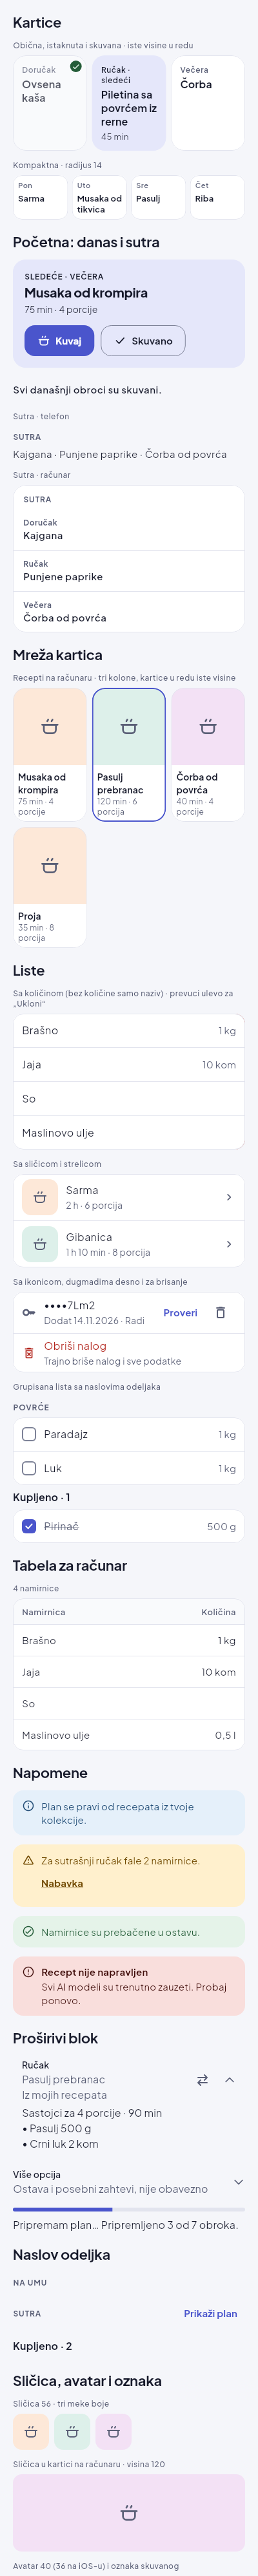 Kartice
Obična, istaknuta i skuvana · iste visine u redu
Doručak
Ovsena
kaša
Ručak ·
sledeći
Piletina sa
povrćem iz
rerne
45 min
Večera
Čorba
Kompaktna · radijus 14
Pon
Sarma
Uto
Musaka od
tikvica
Sre
Pasulj
Čet
Riba
Početna: danas i sutra
SLEDEĆE · VEČERA
Musaka od krompira
75 min · 4 porcije
Kuvaj
Skuvano
Svi današnji obroci su skuvani.
Sutra · telefon
SUTRA
Kajgana · Punjene paprike · Čorba od povrća
Sutra · računar
SUTRA
Doručak
Kajgana
Ručak
Punjene paprike
Večera
Čorba od povrća
Mreža kartica
Recepti na računaru · tri kolone, kartice u redu iste visine
Musaka od
krompira
75 min · 4
porcije
Pasulj
prebranac
120 min · 6
porcija
Čorba od
povrća
40 min · 4
porcije
Proja
35 min · 8
porcija
Liste
Sa količinom (bez količine samo naziv) · prevuci ulevo za
„Ukloni“
Brašno 1 kg
Jaja 10 kom
So
Maslinovo ulje
Sa sličicom i strelicom
Sarma
2 h · 6 porcija
Gibanica
1 h 10 min · 8 porcija
Sa ikonicom, dugmadima desno i za brisanje
••••7Lm2
Dodat 14.11.2026 · Radi
Proveri
Obriši nalog
Trajno briše nalog i sve podatke
Grupisana lista sa naslovima odeljaka
POVRĆE
Paradajz 1 kg
Luk 1 kg
Kupljeno · 1
Pirinač 500 g
Tabela za računar
4 namirnice
Namirnica Količina
Brašno 1 kg
Jaja 10 kom
So
Maslinovo ulje 0,5 l
Napomene
Plan se pravi od recepata iz tvoje
kolekcije.
Za sutrašnji ručak fale 2 namirnice.
Nabavka
Namirnice su prebačene u ostavu.
Recept nije napravljen
Svi AI modeli su trenutno zauzeti. Probaj
ponovo.
Proširivi blok
Ručak
Pasulj prebranac
Iz mojih recepata
Sastojci za 4 porcije · 90 min
• Pasulj 500 g
• Crni luk 2 kom
Više opcija
Ostava i posebni zahtevi, nije obavezno
Pripremam plan... Pripremljeno 3 od 7 obroka.
Naslov odeljka
NA UMU
SUTRA Prikaži plan
Kupljeno · 2
Sličica, avatar i oznaka
Sličica 56 · tri meke boje
Sličica u kartici na računaru · visina 120
Avatar 40 (36 na iOS-u) i oznaka skuvanog